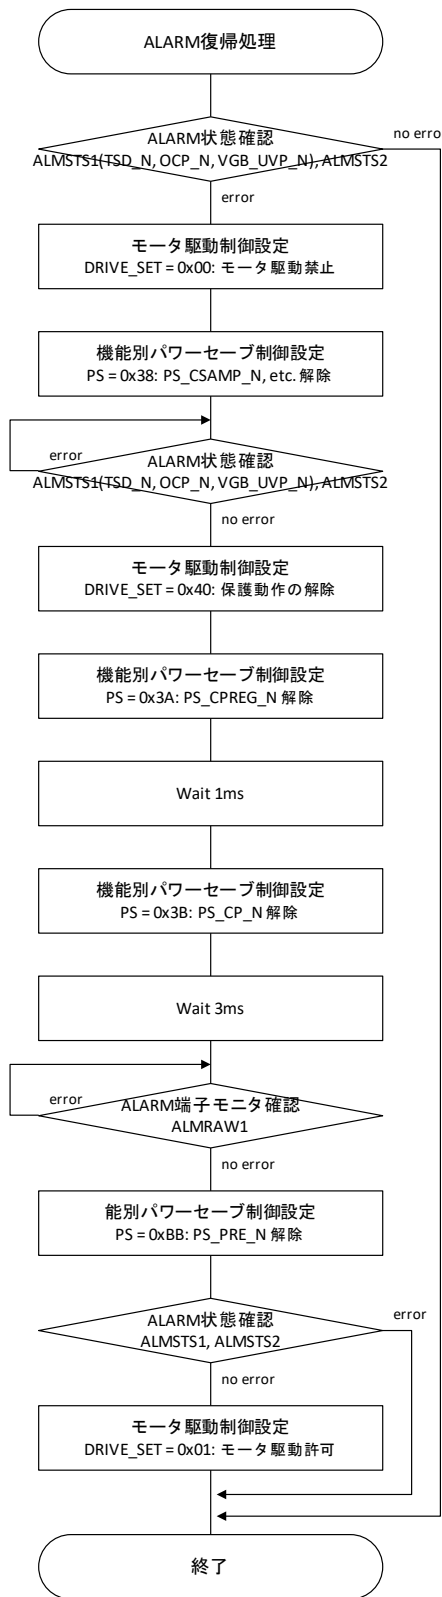 ALARM復帰処理
ALARM状態確認
ALMSTS1(TSD_N, OCP_N, VGB_UVP_N), ALMSTS2
no erro
error
モータ駆動制御設定
DRIVE_SET = 0x00: モータ駆動禁止
機能別パワーセーブ制御設定
PS = 0x38: PS_CSAMP_N, etc. 解除
error
ALARM状態確認
ALMSTS1(TSD_N, OCP_N, VGB_UVP_N), ALMSTS2
no error
モータ駆動制御設定
DRIVE_SET = 0x40: 保護動作の解除
機能別パワーセーブ制御設定
PS = 0x3A: PS_CPREG_N 解除
Wait 1ms
機能別パワーセーブ制御設定
PS = 0x3B: PS_CP_N 解除
Wait 3ms
error
ALARM端子モニタ確認
ALMRAW1
no error
能別パワーセーブ制御設定
PS = 0xBB: PS_PRE_N 解除
ALARM状態確認
ALMSTS1, ALMSTS2
error
no error
モータ駆動制御設定
DRIVE_SET = 0x01: モータ駆動許可
終了